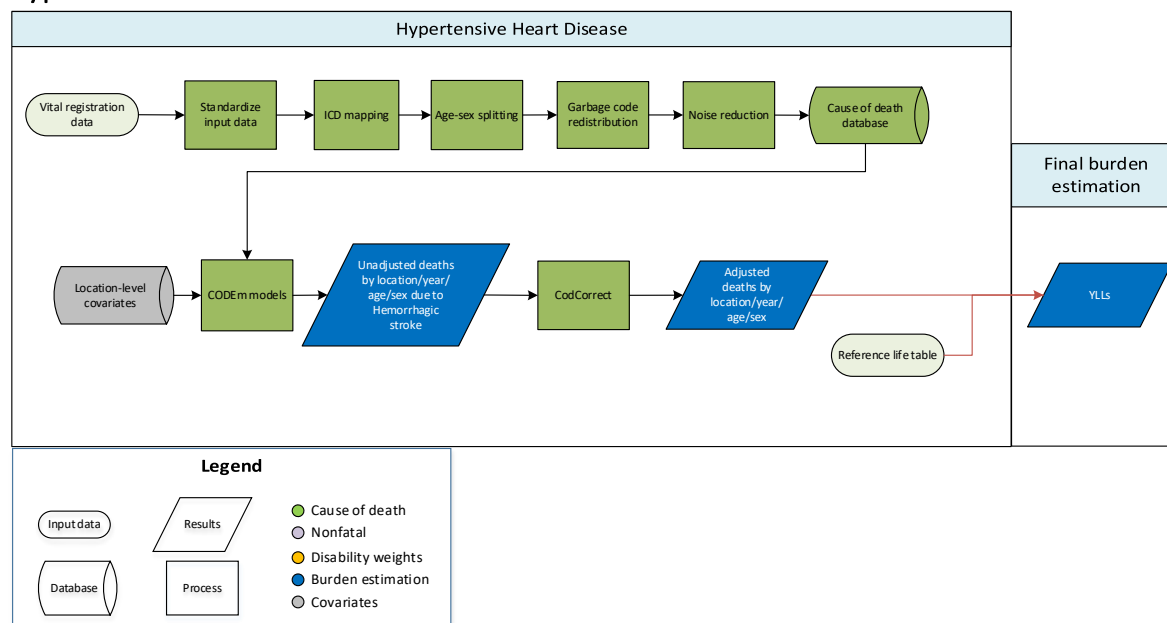 Hypertensive Heart Disease
Vital registration
data
Standardize
input data
ICD mapping
Age-sex splitting
Garbage code
redistribution
Noise reduction
Cause of death
database
Final burden
estimation
Location-level
covariates
CODEm models
Unadjusted deaths
by location/year/
age/sex due to
Hemorrhagic
stroke
CodCorrect
Adjusted
deaths by
location/year/
age/sex
YLLs
Reference life table
Legend
Input data
Results
Database
Process
Cause of death
Nonfatal
Disability weights
Burden estimation
Covariates